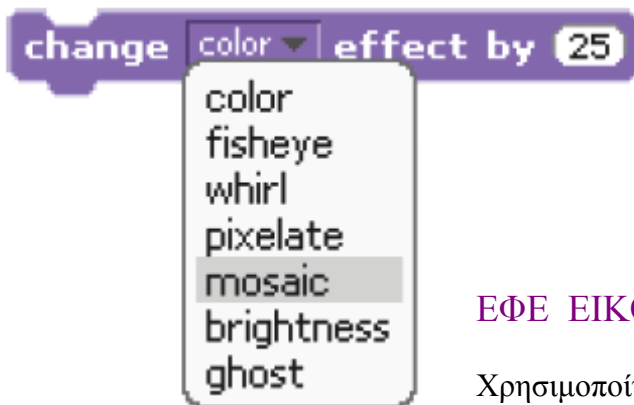 change color effect by 25
color
fisheye
whirl
pixelate
mosaic
brightness
ghost
ΕΦΕ